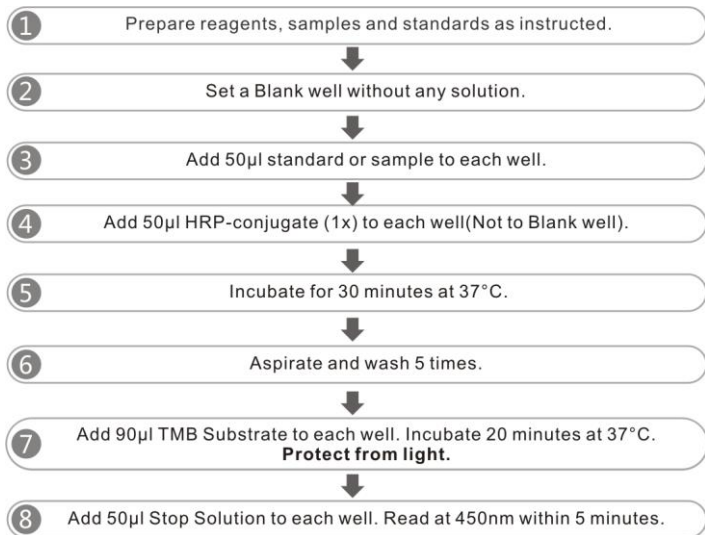 1 Prepare reagents, samples and standards as instructed.
2 Set a Blank well without any solution.
3 Add 50μl standard or sample to each well.
4 Add 50μl HRP-conjugate (1x) to each well(Not to Blank well).
5 Incubate for 30 minutes at 37°C.
6 Aspirate and wash 5 times.
7 Add 90μl TMB Substrate to each well. Incubate 20 minutes at 37°C.
Protect from light.
8 Add 50μl Stop Solution to each well. Read at 450nm within 5 minutes.